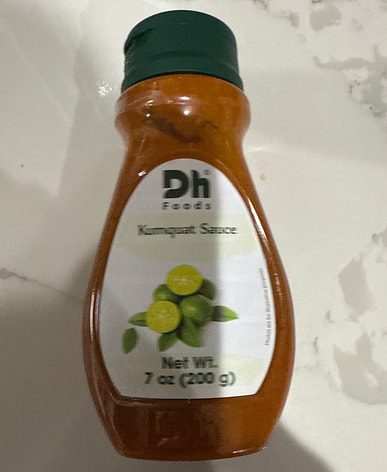 Dh
Foods
Kumquat Sauce
Net Wt.
7 oz (200 g)